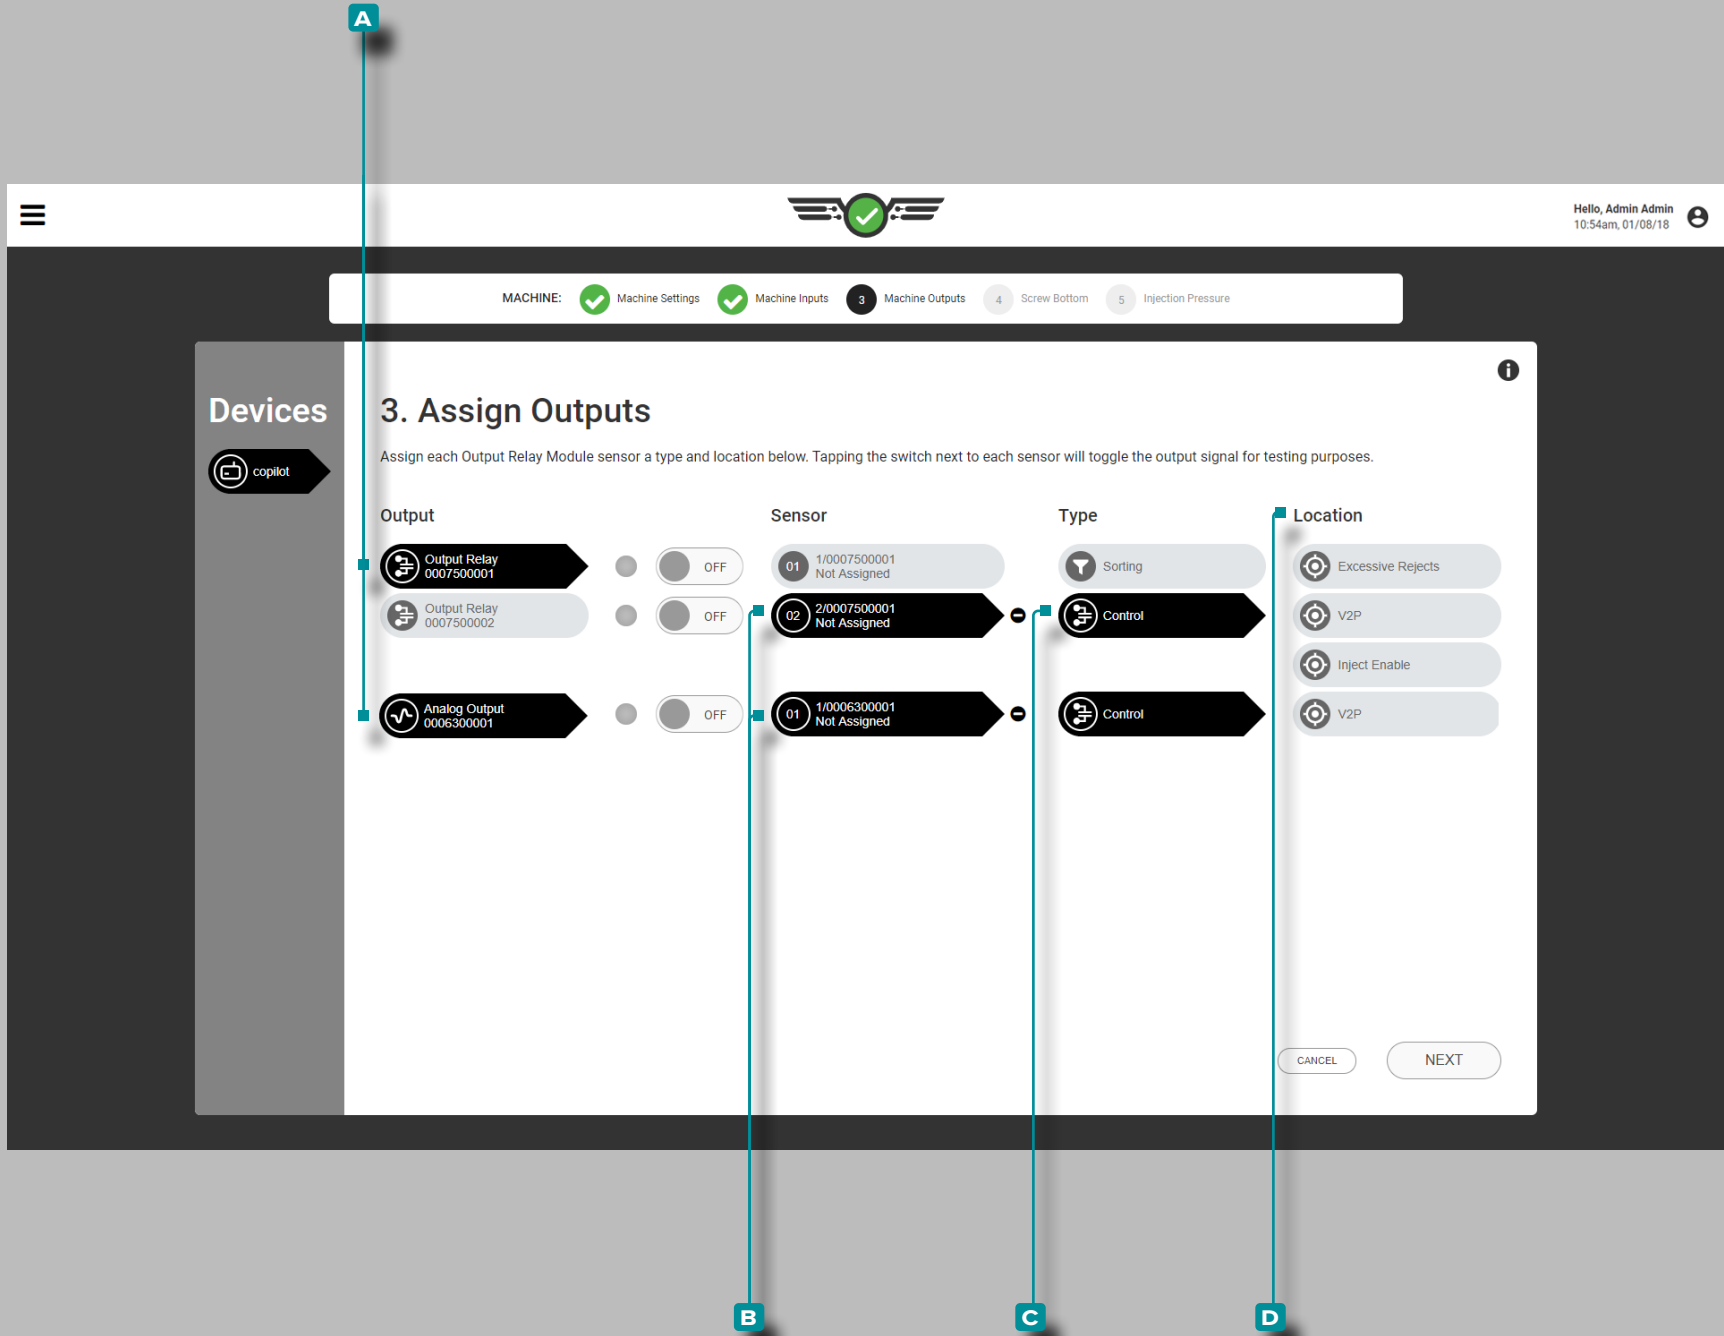 A
Hello, Admin Admin
10:54am, 01/08/18
MACHINE: Machine Settings Machine Inputs 3 Machine Outputs 4 Screw Bottom 5 Injection Pressure
Devices
copilot
3. Assign Outputs
Assign each Output Relay Module sensor a type and location below. Tapping the switch next to each sensor will toggle the output signal for testing purposes.
Output Sensor Type Location
Output Relay
0007500001
OFF
01 1/0007500001
Not Assigned
Sorting
Excessive Rejects
Output Relay
0007500002
OFF
02 2/0007500001
Not Assigned
Control
V2P
Inject Enable
Analog Output
0006300001
OFF
01 1/0006300001
Not Assigned
Control
V2P
CANCEL NEXT
B C D